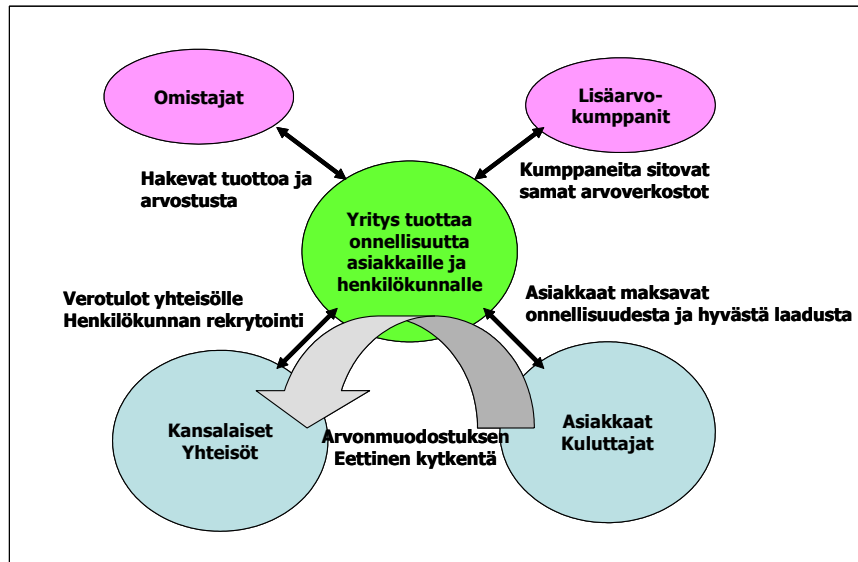 Omistajat
Lisäarvo-
kumppanit
Hakevat tuottoa ja
arvostusta
Kumppaneita sitovat
samat arvoverkostot
Yritys tuottaa
onnellisuutta
asiakkaille ja
henkilökunnalle
Verotulot yhteisölle
Henkilökunnan rekrytointi
Asiakkaat maksavat
onnellisuudesta ja hyvästä laadusta
Kansalaiset
Yhteisöt
Arvonmuodostuksen
Eettinen kytkentä
Asiakkaat
Kuluttajat